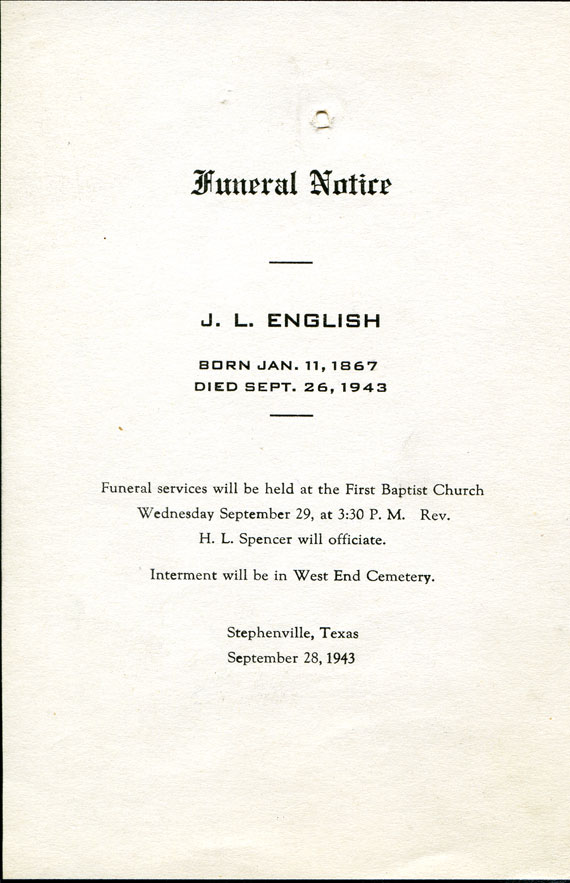 Funeral Notice
J. L. ENGLISH
BORN JAN. 11, 1867
DIED SEPT. 26, 1943
Funeral services will be held at the First Baptist Church
Wednesday September 29, at 3:30 P. M. Rev.
H. L. Spencer will officiate.
Interment will be in West End Cemetery.
Stephenville, Texas
September 28, 1943